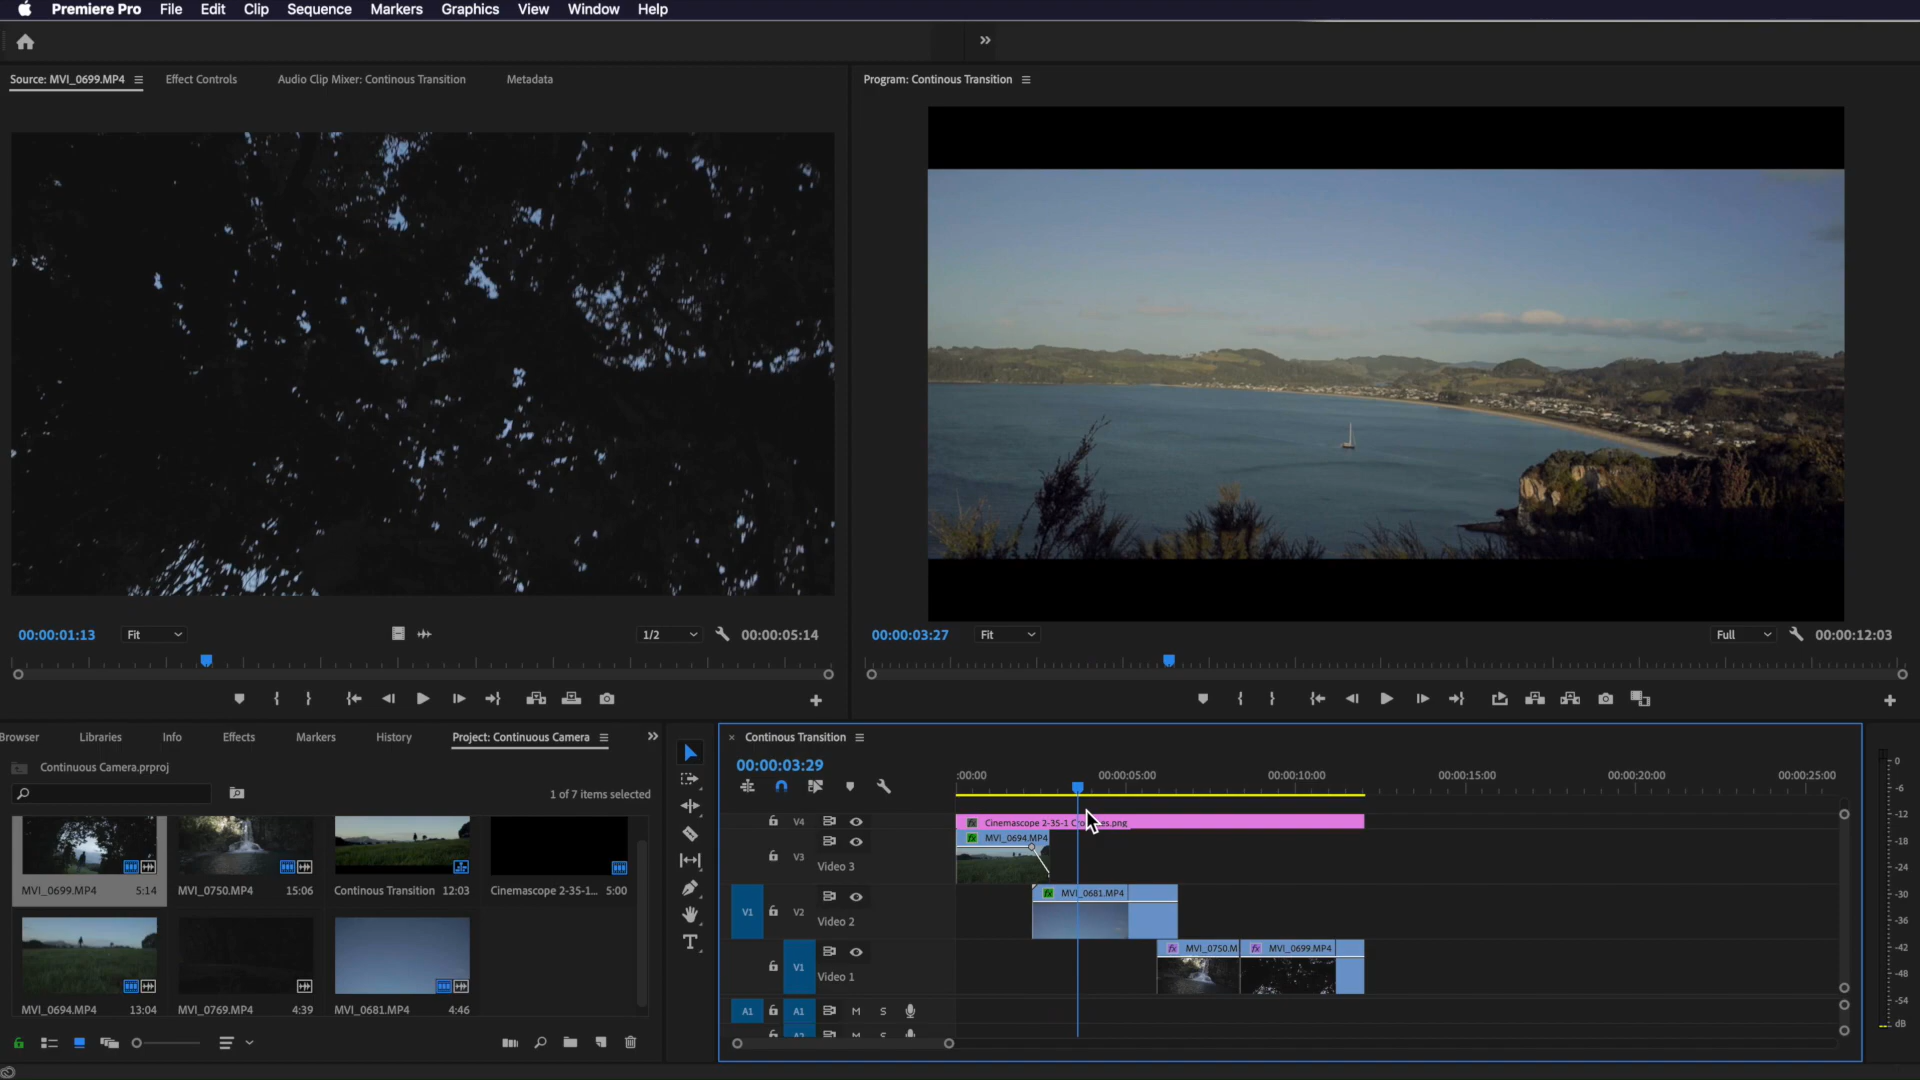 Premiere Pro File Edit Clip Sequence Markers Graphics View Window Help
Source: MVI_0699.MP4 Effect Controls Audio Clip Mixer: Continous Transition Metadata
Program: Continous Transition
00:00:01:13 Fit 1/2 00:00:05:14
00:00:03:27 Fit Full 00:00:12:03
Browser Libraries Info Effects Markers History Project: Continuous Camera
Continuous Camera.prproj
1 of 7 items selected
MVI_0699.MP4 5:14 MVI_0750.MP4 15:06 Continous Transition 12:03 Cinemascope 2-35-1... 5:00
MVI_0694.MP4 13:04 MVI_0769.MP4 4:39 MVI_0681.MP4 4:46
Continous Transition
00:00:03:29
:00:00 00:00:05:00 00:00:10:00 00:00:15:00 00:00:20:00 00:00:25:00
V4 Cinemascope 2-35-1 es.png
MVI_0694.MP4
V3 Video 3
MVI_0681.MP4
V1 V2 Video 2
MVI_0750.M MVI_0699.MP4
V1 Video 1
A1 A1 M S
A2 M S
0
-6
-12
-18
-24
-30
-36
-42
-48
-54
dB